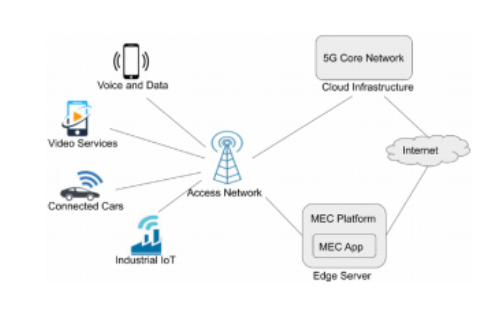 Voice and Data
Video Services
Connected Cars
Industrial IoT
Access Network
5G Core Network
Cloud Infrastructure
Internet
MEC Platform
MEC App
Edge Server